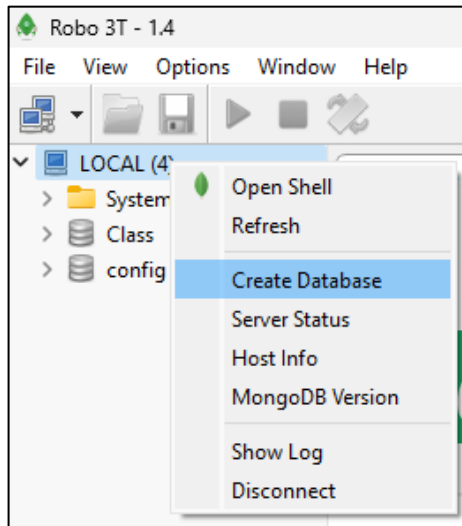 Robo 3T - 1.4
File View Options Window Help
LOCAL (4)
System
Class
config
Open Shell
Refresh
Create Database
Server Status
Host Info
MongoDB Version
Show Log
Disconnect